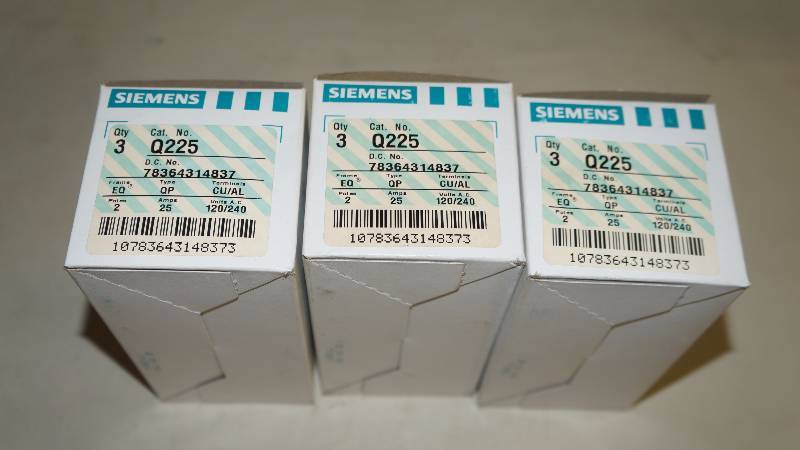 SIEMENS
Qty Cat. No.
3 Q225
D.C. No.
78364314837
Frame Type Terminals
EQ® QP CU/AL
Poles Amps Volts A.C.
2 25 120/240
10783643148373
SIEMENS
Qty Cat. No.
3 Q225
D.C. No.
78364314837
Frame Type Terminals
EQ® QP CU/AL
Poles Amps Volts A.C.
2 25 120/240
10783643148373
SIEMENS
Qty Cat. No.
3 Q225
D.C. No.
78364314837
Frame Type Terminals
EQ® QP CU/AL
Poles Amps Volts A.C.
2 25 120/240
10783643148373